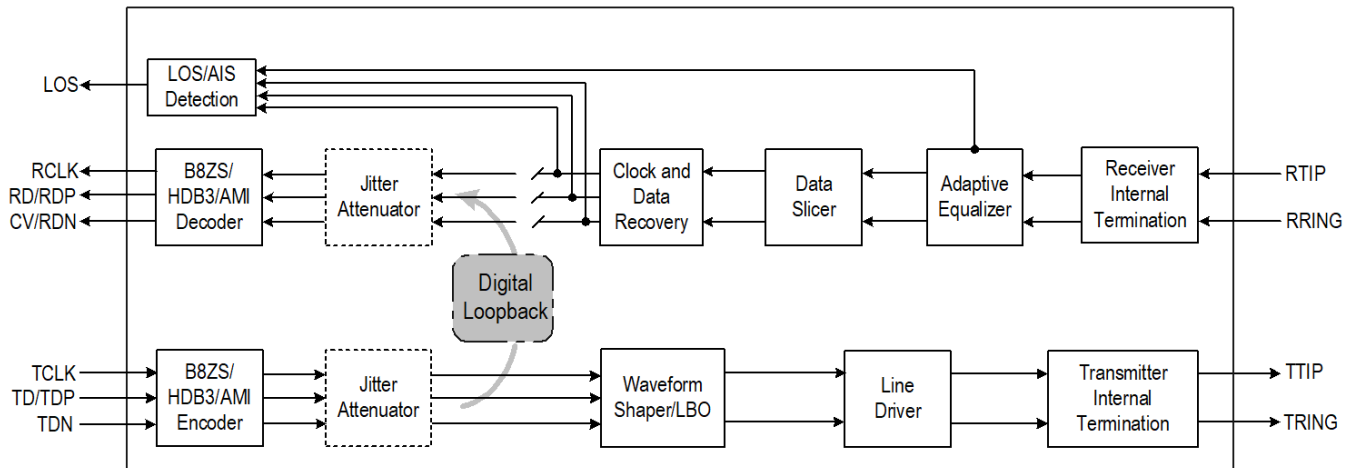 LOS
LOS/AIS
Detection
RCLK
RD/RDP
CV/RDN
B8ZS/
HDB3/AMI
Decoder
Jitter
Attenuator
Clock and
Data
Recovery
Data
Slicer
Adaptive
Equalizer
Receiver
Internal
Termination
RTIP
RRING
Digital
Loopback
TCLK
TD/TDP
TDN
B8ZS/
HDB3/AMI
Encoder
Jitter
Attenuator
Waveform
Shaper/LBO
Line
Driver
Transmitter
Internal
Termination
TTIP
TRING